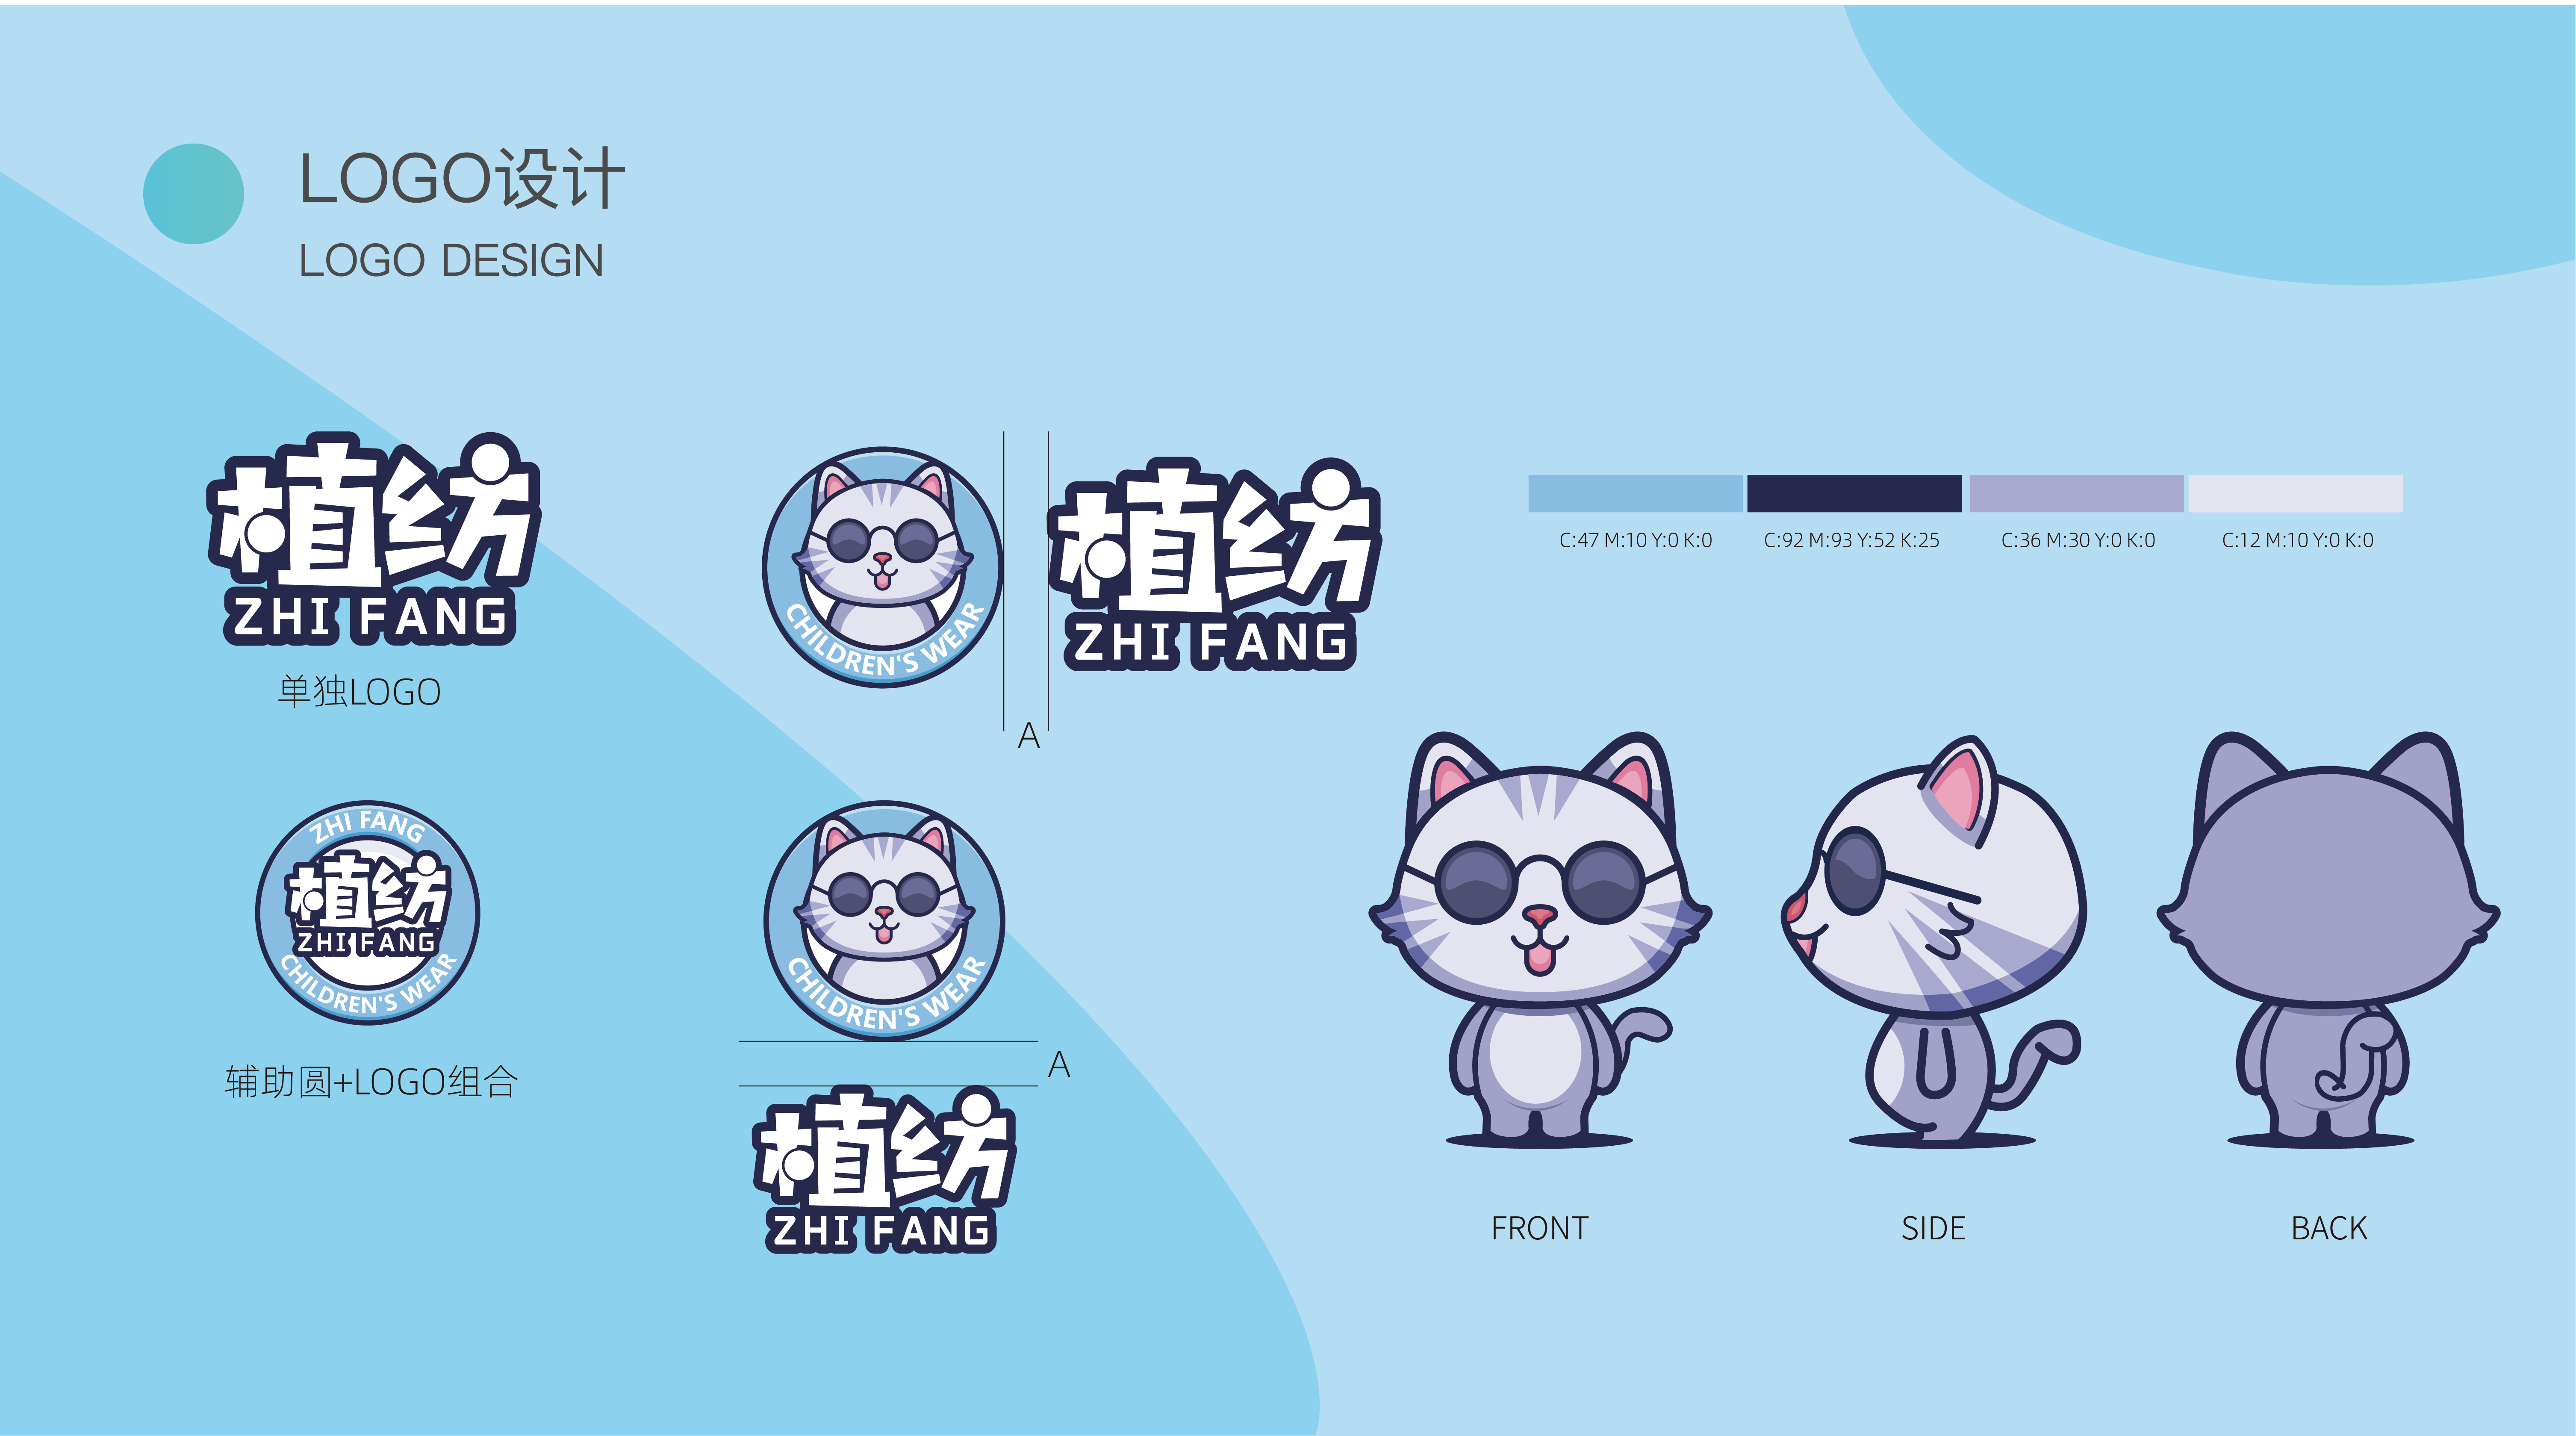 LOGO设计
LOGO DESIGN
植纺
ZHI FANG
单独LOGO
CHILDREN'S WEAR
植纺
ZHI FANG
A
C:47 M:10 Y:0 K:0
C:92 M:93 Y:52 K:25
C:36 M:30 Y:0 K:0
C:12 M:10 Y:0 K:0
ZHI FANG
植纺
ZHI FANG
CHILDREN'S WEAR
辅助圆+LOGO组合
CHILDREN'S WEAR
A
植纺
ZHI FANG
FRONT
SIDE
BACK